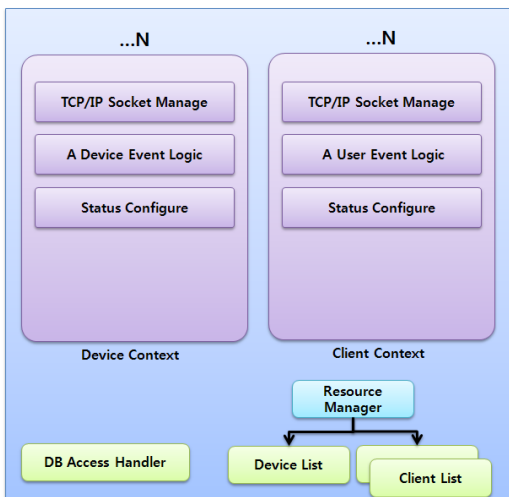 ...N
...N
TCP/IP Socket Manage
A Device Event Logic
Status Configure
Device Context
TCP/IP Socket Manage
A User Event Logic
Status Configure
Client Context
Resource
Manager
DB Access Handler
Device List
Client List